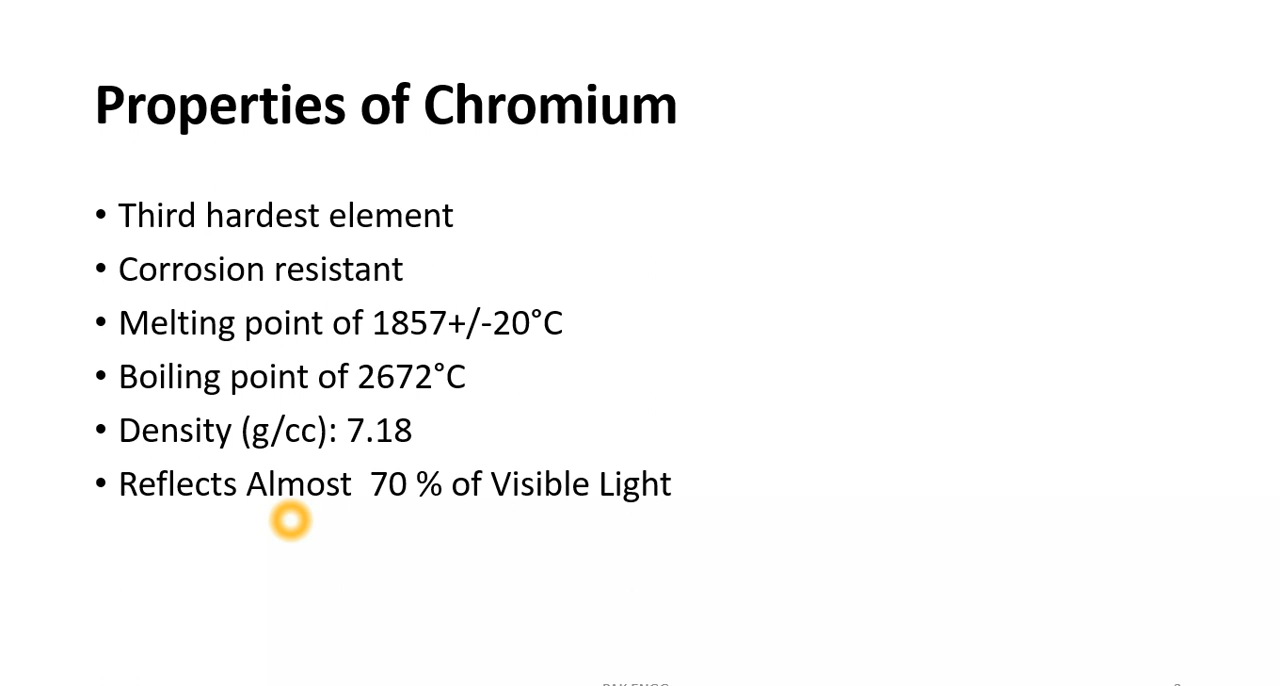 Properties of Chromium
• Third hardest element
• Corrosion resistant
• Melting point of 1857+/-20°C
• Boiling point of 2672°C
• Density (g/cc): 7.18
• Reflects Almost  70 % of Visible Light